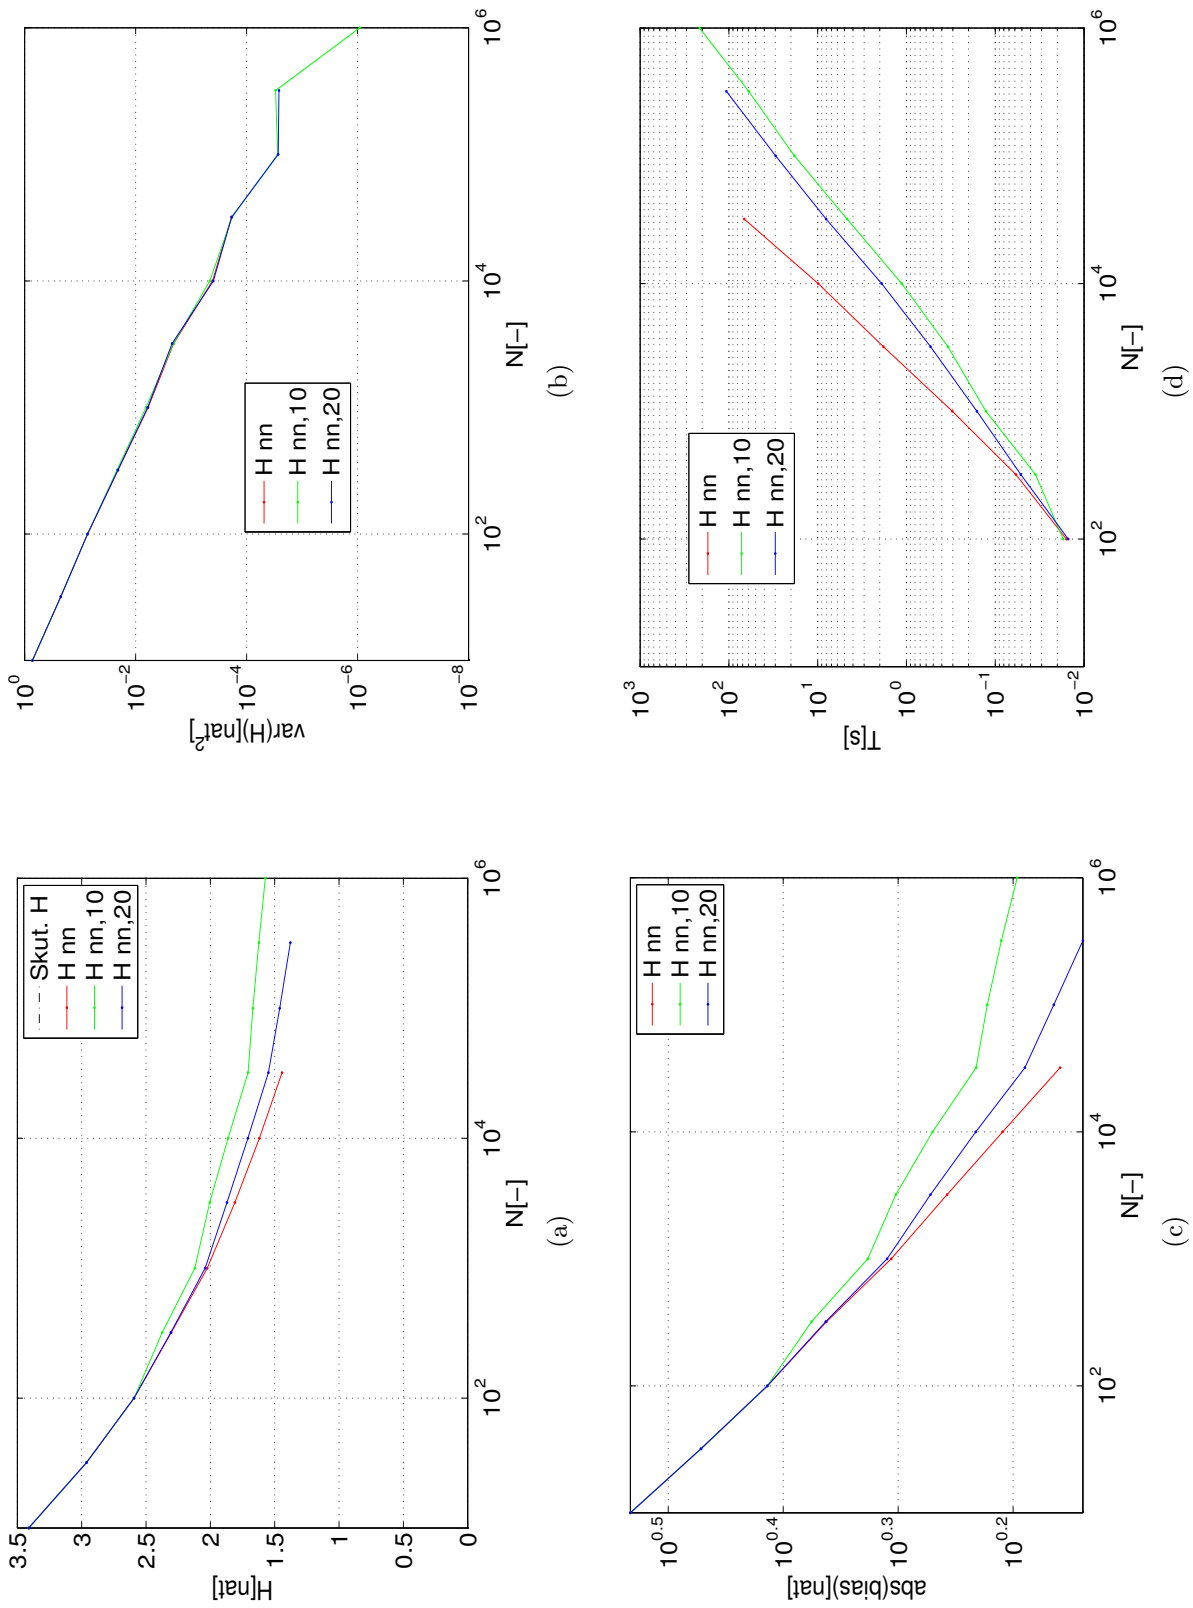 3.5
3
2.5
2
1.5
1
0.5
0
H[nat]
10^2
10^4
10^6
N[−]
Skut. H
H nn
H nn,10
H nn,20
(a)
10^0
10^−2
10^−4
10^−6
10^−8
var(H)[nat^2]
10^2
10^4
10^6
N[−]
H nn
H nn,10
H nn,20
(b)
10^0.5
10^0.4
10^0.3
10^0.2
abs(bias)[nat]
10^2
10^4
10^6
N[−]
H nn
H nn,10
H nn,20
(c)
10^3
10^2
10^1
10^0
10^−1
10^−2
T[s]
10^2
10^4
10^6
N[−]
H nn
H nn,10
H nn,20
(d)